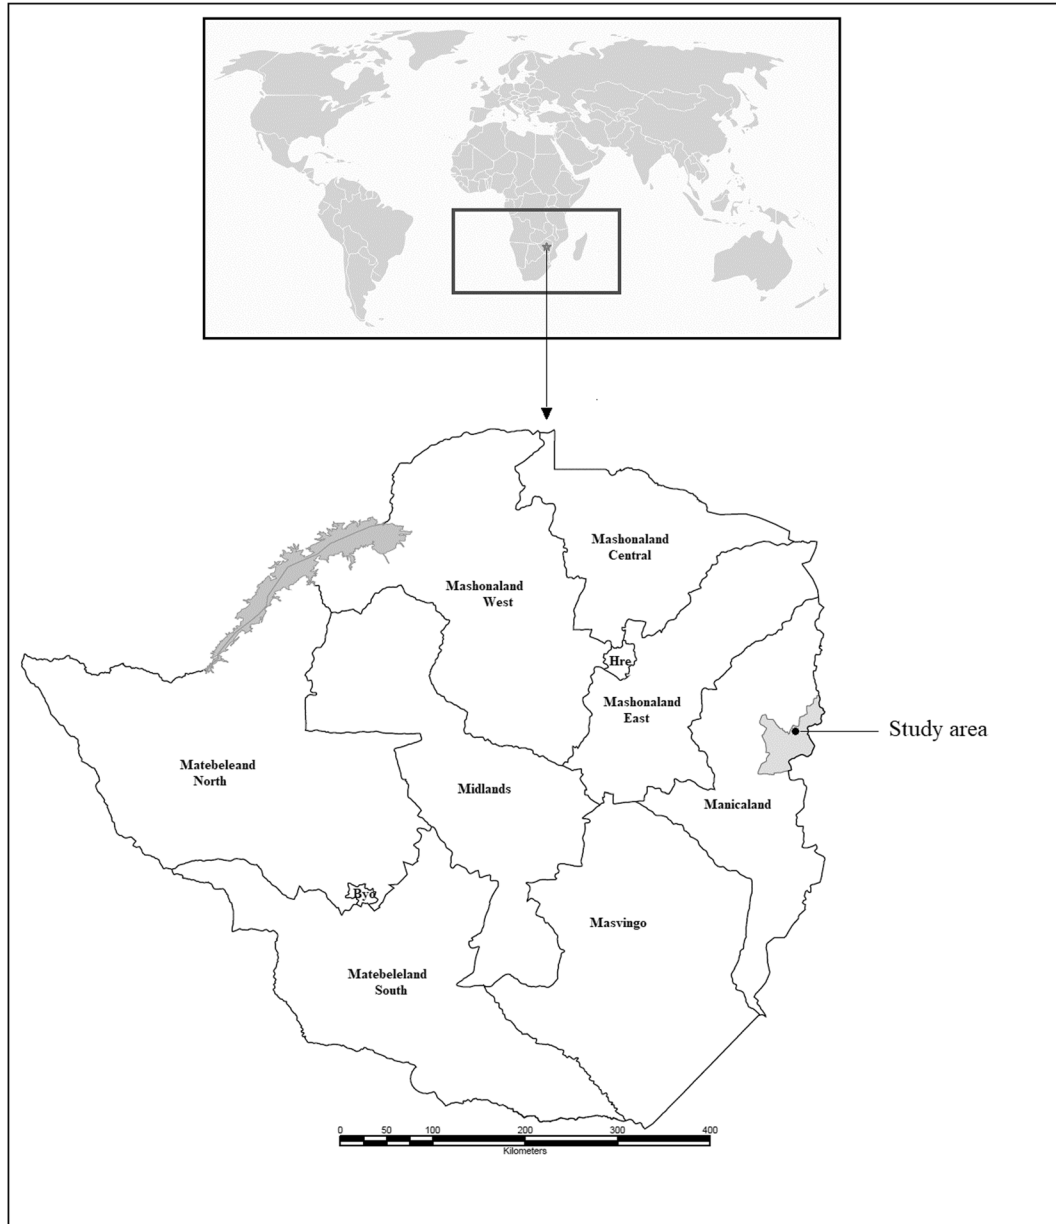 Mashonaland
Central
Mashonaland
West
Hre
Mashonaland
East
Study area
Matebeleand
North
Midlands
Manicaland
Byo
Masvingo
Matebeleland
South
0 50 100 200 300 400
Kilometers